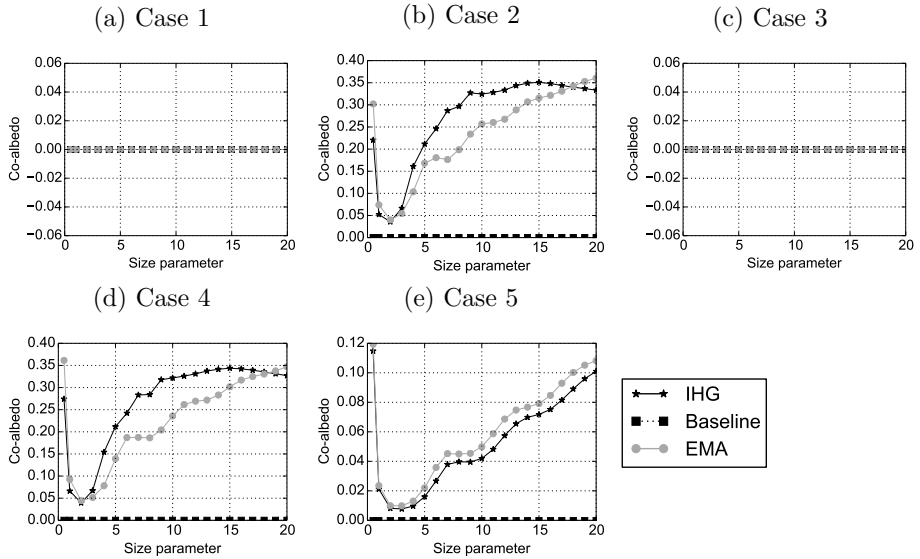 (a) Case 1
(b) Case 2
(c) Case 3
0.06
0.04
0.02
0.00
−0.02
−0.04
−0.06
Co-albedo
0 5 10 15 20
Size parameter
0.40
0.35
0.30
0.25
0.20
0.15
0.10
0.05
0.00
Co-albedo
0 5 10 15 20
Size parameter
0.06
0.04
0.02
0.00
−0.02
−0.04
−0.06
Co-albedo
0 5 10 15 20
Size parameter
(d) Case 4
(e) Case 5
0.40
0.35
0.30
0.25
0.20
0.15
0.10
0.05
0.00
Co-albedo
0 5 10 15 20
Size parameter
0.12
0.10
0.08
0.06
0.04
0.02
0.00
Co-albedo
0 5 10 15 20
Size parameter
IHG
Baseline
EMA